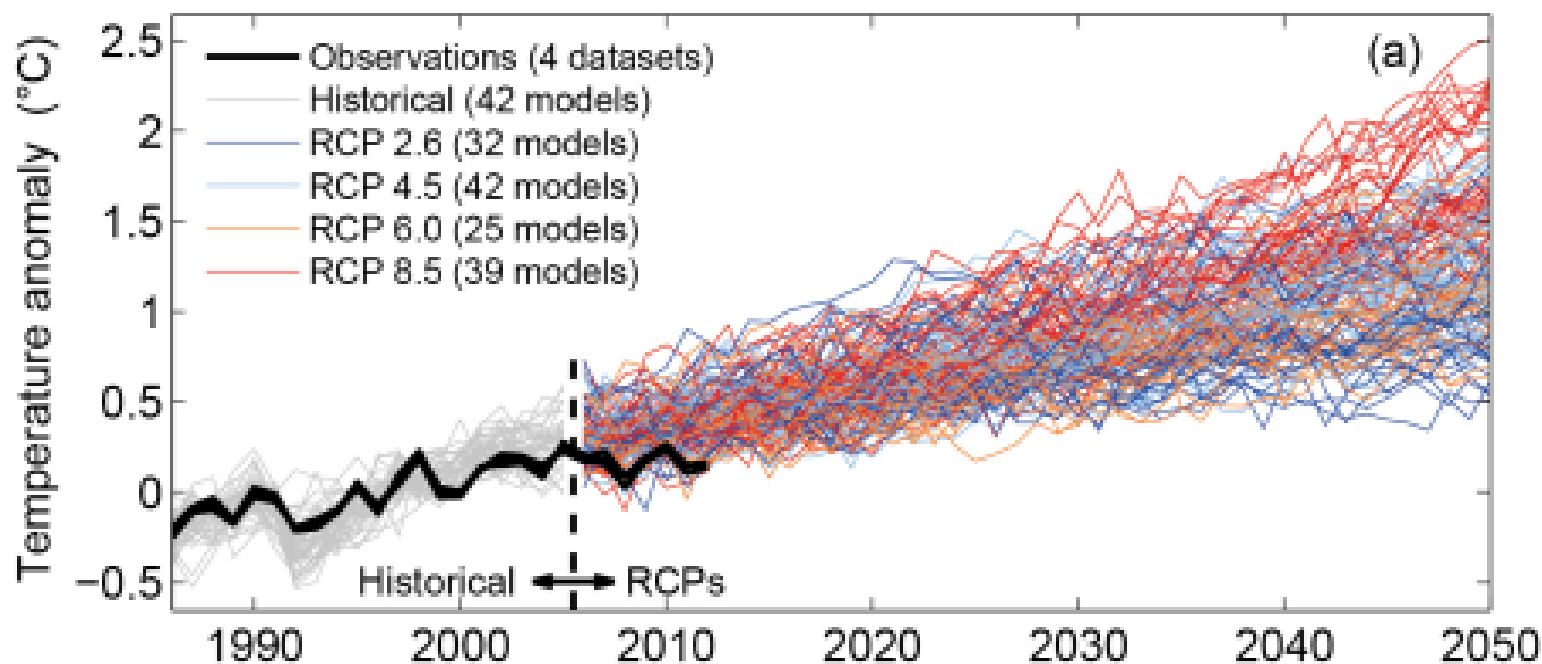 Temperature anomaly (°C)
2.5
2
1.5
1
0.5
0
−0.5
Observations (4 datasets)
Historical (42 models)
RCP 2.6 (32 models)
RCP 4.5 (42 models)
RCP 6.0 (25 models)
RCP 8.5 (39 models)
(a)
Historical
RCPs
1990
2000
2010
2020
2030
2040
2050